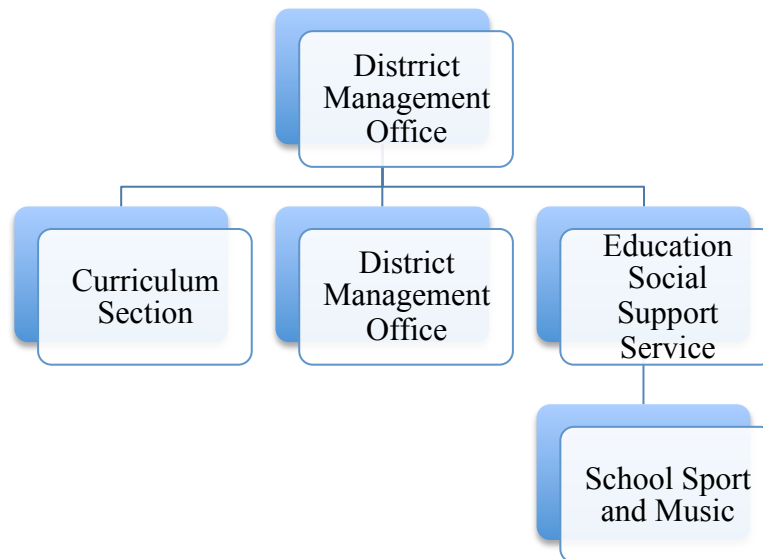 Distrrict
Management
Office
Curriculum
Section
District
Management
Office
Education
Social
Support
Service
School Sport
and Music